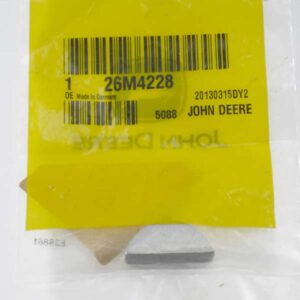 1 26M4228
DE Made in Germany
20130315DY2
5088 JOHN DEERE
JOHN DEERE